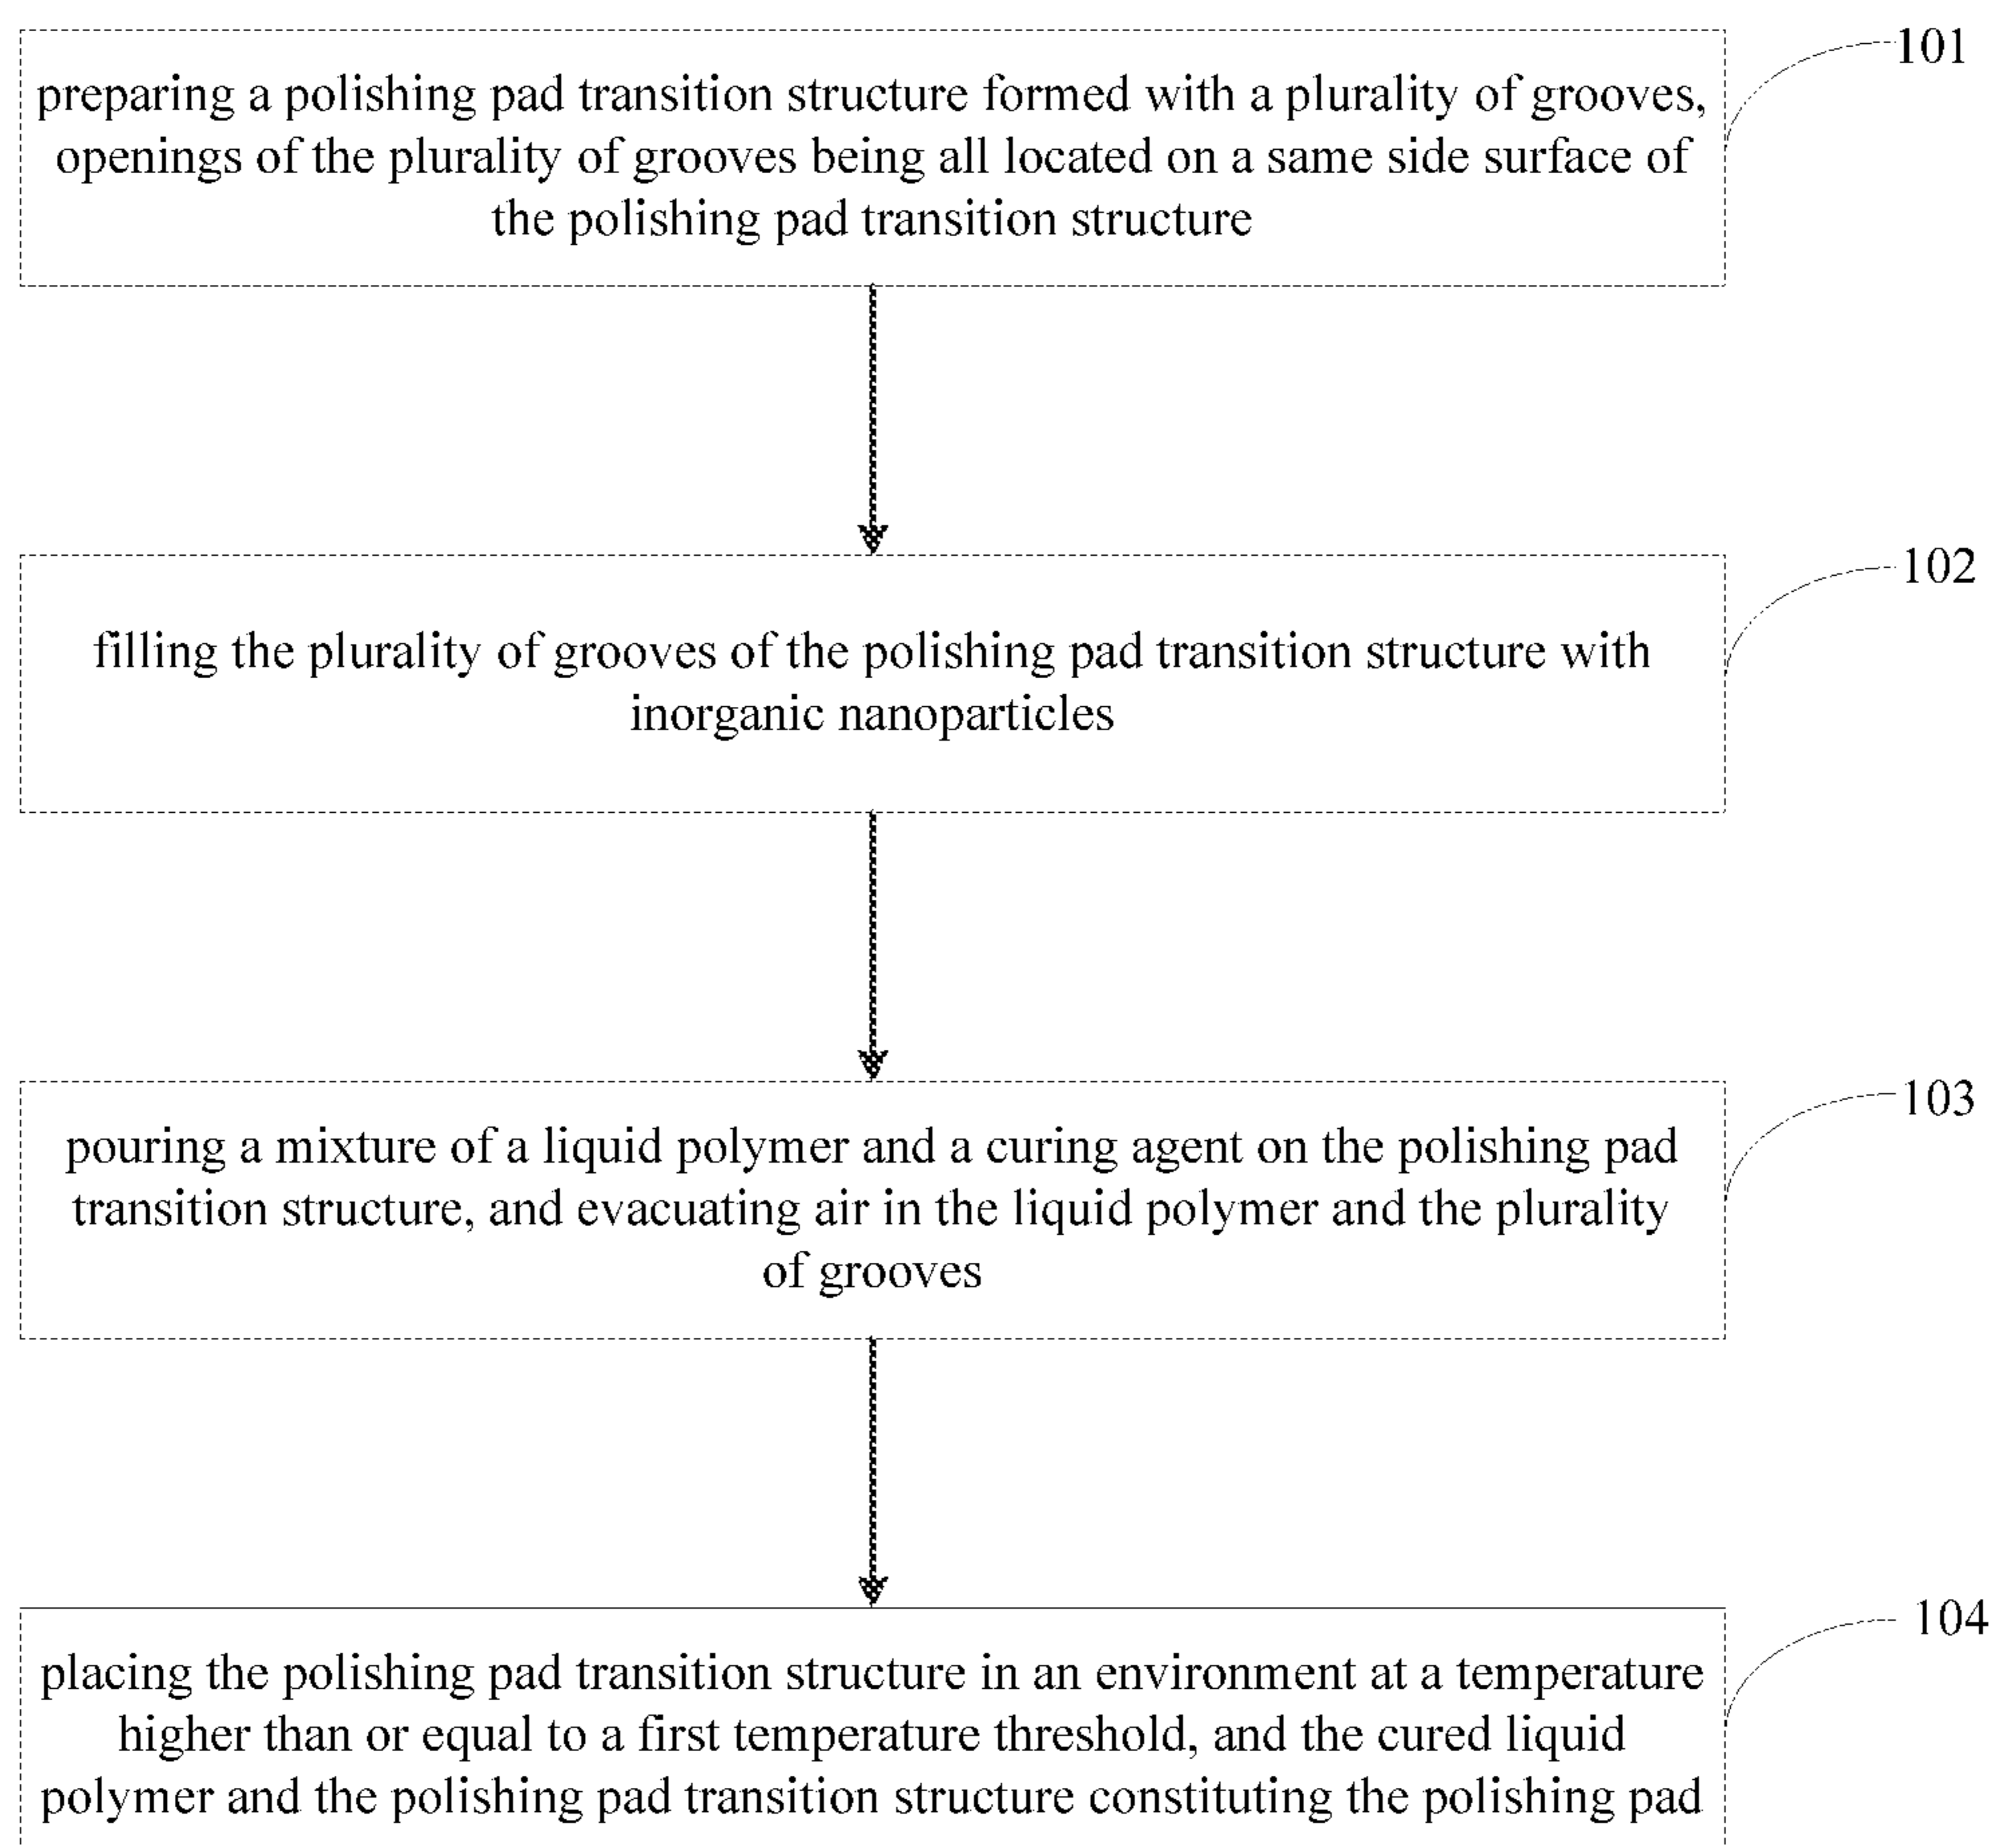 101
preparing a polishing pad transition structure formed with a plurality of grooves,
openings of the plurality of grooves being all located on a same side surface of
the polishing pad transition structure
102
filling the plurality of grooves of the polishing pad transition structure with
inorganic nanoparticles
103
pouring a mixture of a liquid polymer and a curing agent on the polishing pad
transition structure, and evacuating air in the liquid polymer and the plurality
of grooves
104
placing the polishing pad transition structure in an environment at a temperature
higher than or equal to a first temperature threshold, and the cured liquid
polymer and the polishing pad transition structure constituting the polishing pad